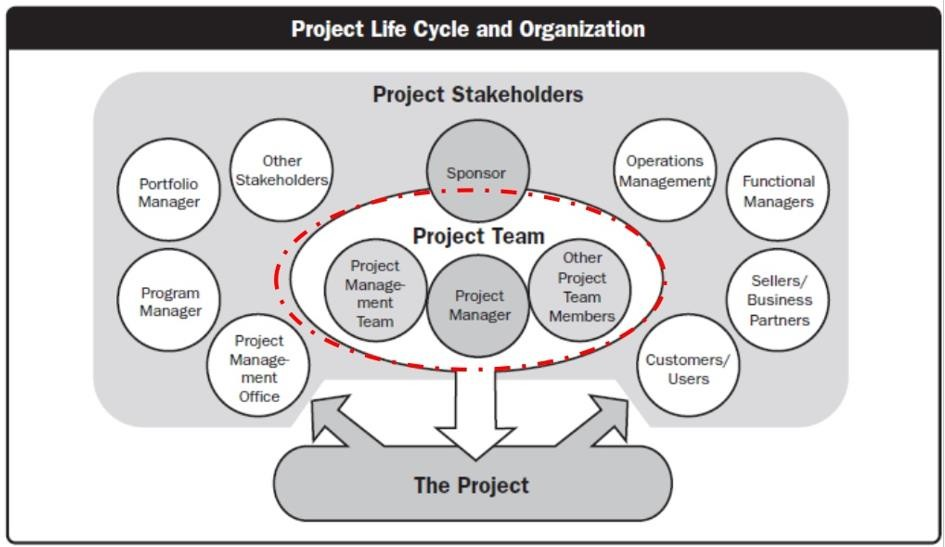 Project Life Cycle and Organization
Project Stakeholders
Portfolio
Manager
Other
Stakeholders
Sponsor
Operations
Management
Functional
Managers
Project Team
Project
Manage-
ment
Team
Project
Manager
Other
Project
Team
Members
Program
Manager
Sellers/
Business
Partners
Project
Manage-
ment
Office
Customers/
Users
The Project